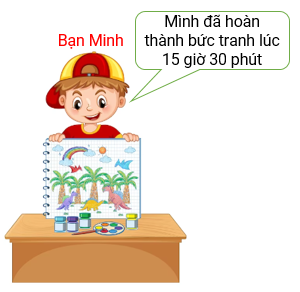 Bạn Minh
Mình đã hoàn
thành bức tranh lúc
15 giờ 30 phút